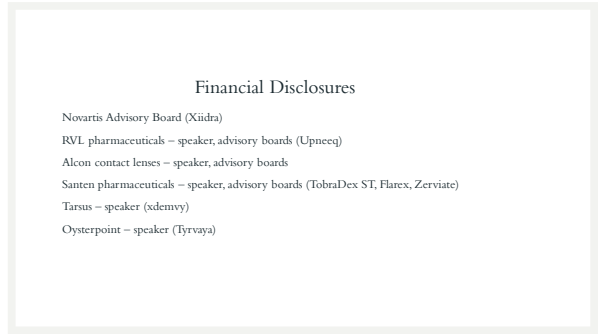 Financial Disclosures
Novartis Advisory Board (Xiidra)
RVL pharmaceuticals – speaker, advisory boards (Upneeq)
Alcon contact lenses – speaker, advisory boards
Santen pharmaceuticals – speaker, advisory boards (TobraDex ST, Flarex, Zerviate)
Tarsus – speaker (xdemvy)
Oysterpoint – speaker (Tyrvaya)